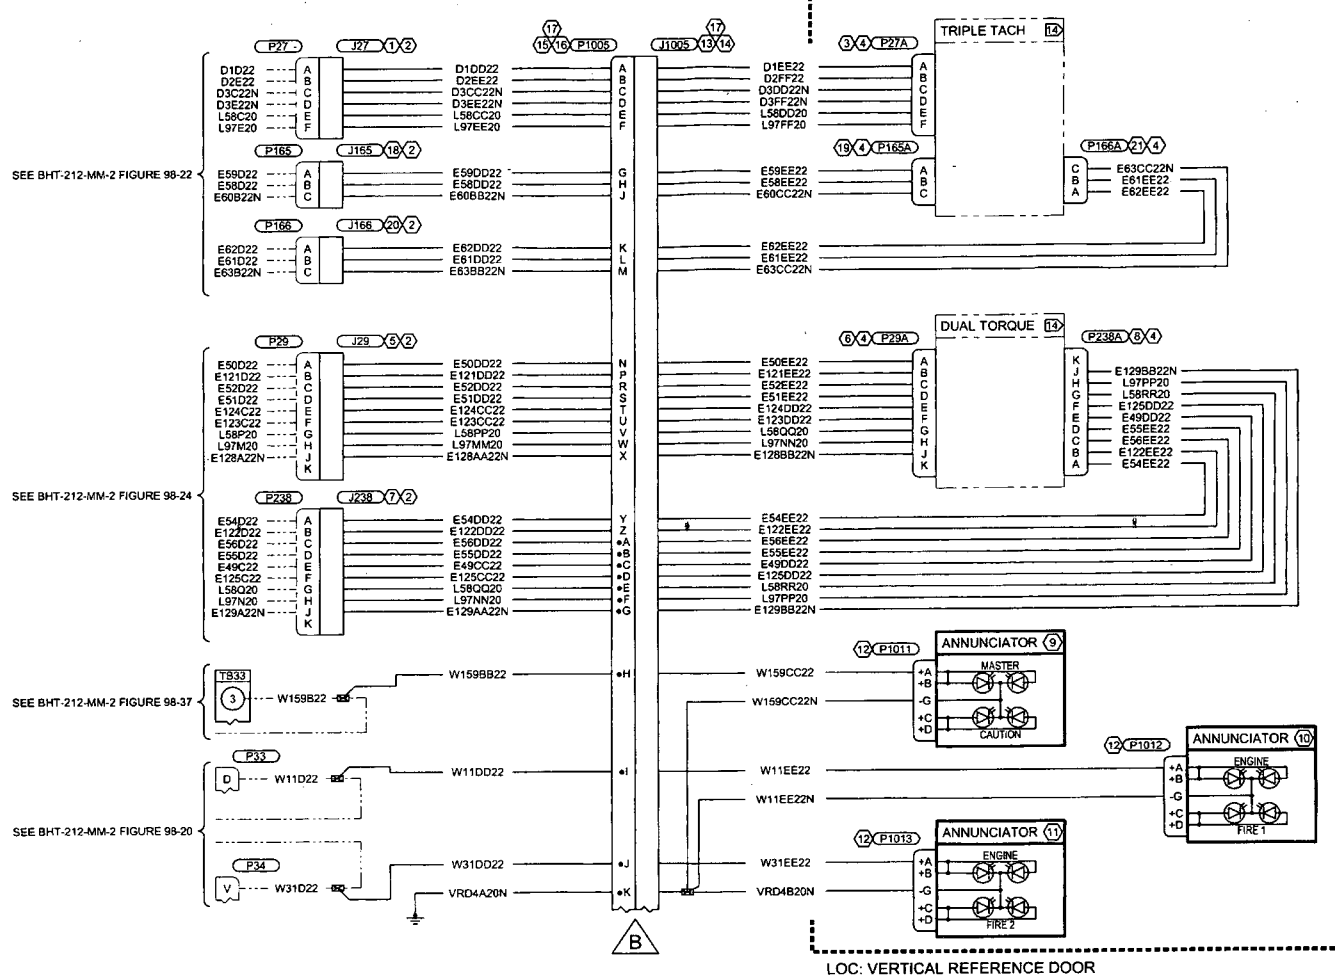 17 17 TRIPLE TACH 14
P27 J27 1 2 15 16 P1005 J1005 13 14 3 4 P27A
D1D22 A D1DD22 A D1EE22 A
D2E22 B D2EE22 B D2FF22 B
D3C22N C D3CC22N C D3DD22N C
D3E22N D D3EE22N D D3FF22N D
L58C20 E L58CC20 E L58DD20 E
L97E20 F L97EE20 F L97FF20 F
P165 J165 18 2 19 4 P165A P166A 21 4
SEE BHT-212-MM-2 FIGURE 98-22
E59D22 A E59DD22 G E59EE22 A C E63CC22N
E58D22 B E58DD22 H E58EE22 B B E61EE22
E60B22N C E60BB22N J E60CC22N C A E62EE22
P166 J166 20 2
E62D22 A E62DD22 K E62EE22
E61D22 B E61DD22 L E61EE22
E63B22N C E63BB22N M E63CC22N
DUAL TORQUE 14
P29 J29 5 2 6 4 P29A P238A 8 4
E50D22 A E50DD22 N E50EE22 A K
E121D22 B E121DD22 P E121EE22 B J E129BB22N
E52D22 C E52DD22 R E52EE22 C H L97PP20
E51D22 D E51DD22 S E51EE22 D G L58RR20
E124C22 E E124CC22 T E124DD22 E F E125DD22
E123C22 F E123CC22 U E123DD22 F E E49DD22
L58P20 G L58PP20 V L58QQ20 G D E55EE22
L97M20 H L97MM20 W L97NN20 H C E56EE22
E128A22N J E128AA22N X E128BB22N J B E122EE22
K K A E54EE22
SEE BHT-212-MM-2 FIGURE 98-24
P238 J238 7 2
E54D22 A E54DD22 Y E54EE22
E122D22 B E122DD22 Z E122EE22
E56D22 C E56DD22 •A E56EE22
E55D22 D E55DD22 •B E55EE22
E49C22 E E49CC22 •C E49DD22
E125C22 F E125CC22 •D E125DD22
L58Q20 G L58QQ20 •E L58RR20
L97N20 H L97NN20 •F L97PP20
E129A22N J E129AA22N •G E129BB22N
K
12 P1011 ANNUNCIATOR 9
TB33 W159BB22 •H W159CC22 +A MASTER
+B
SEE BHT-212-MM-2 FIGURE 98-37 3 W159B22 W159CC22N -G
+C
+D CAUTION
12 P1012 ANNUNCIATOR 10
P33 ENGINE
D W11D22 W11DD22 •I W11EE22 +A
+B
W11EE22N -G
+C
+D FIRE 1
SEE BHT-212-MM-2 FIGURE 98-20
12 P1013 ANNUNCIATOR 11
P34 W31DD22 •J W31EE22 +A ENGINE
+B
V W31D22 VRD4A20N •K VRD4B20N -G
+C
+D FIRE 2
B
LOC: VERTICAL REFERENCE DOOR